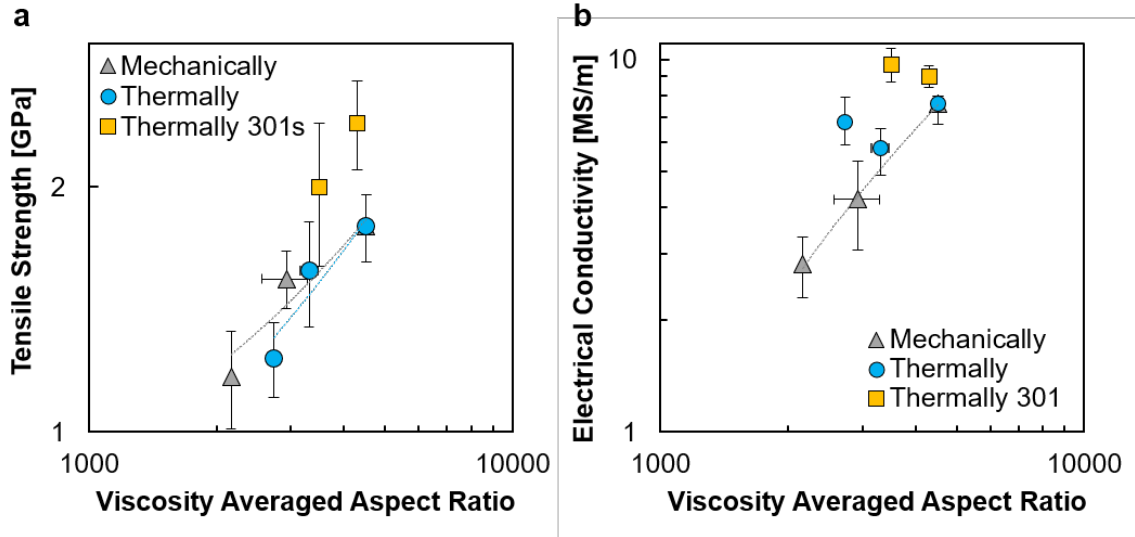 a
Tensile Strength [GPa]
2
1
Mechanically
Thermally
Thermally 301s
1000
10000
Viscosity Averaged Aspect Ratio
b
Electrical Conductivity [MS/m]
10
1
Mechanically
Thermally
Thermally 301
1000
10000
Viscosity Averaged Aspect Ratio